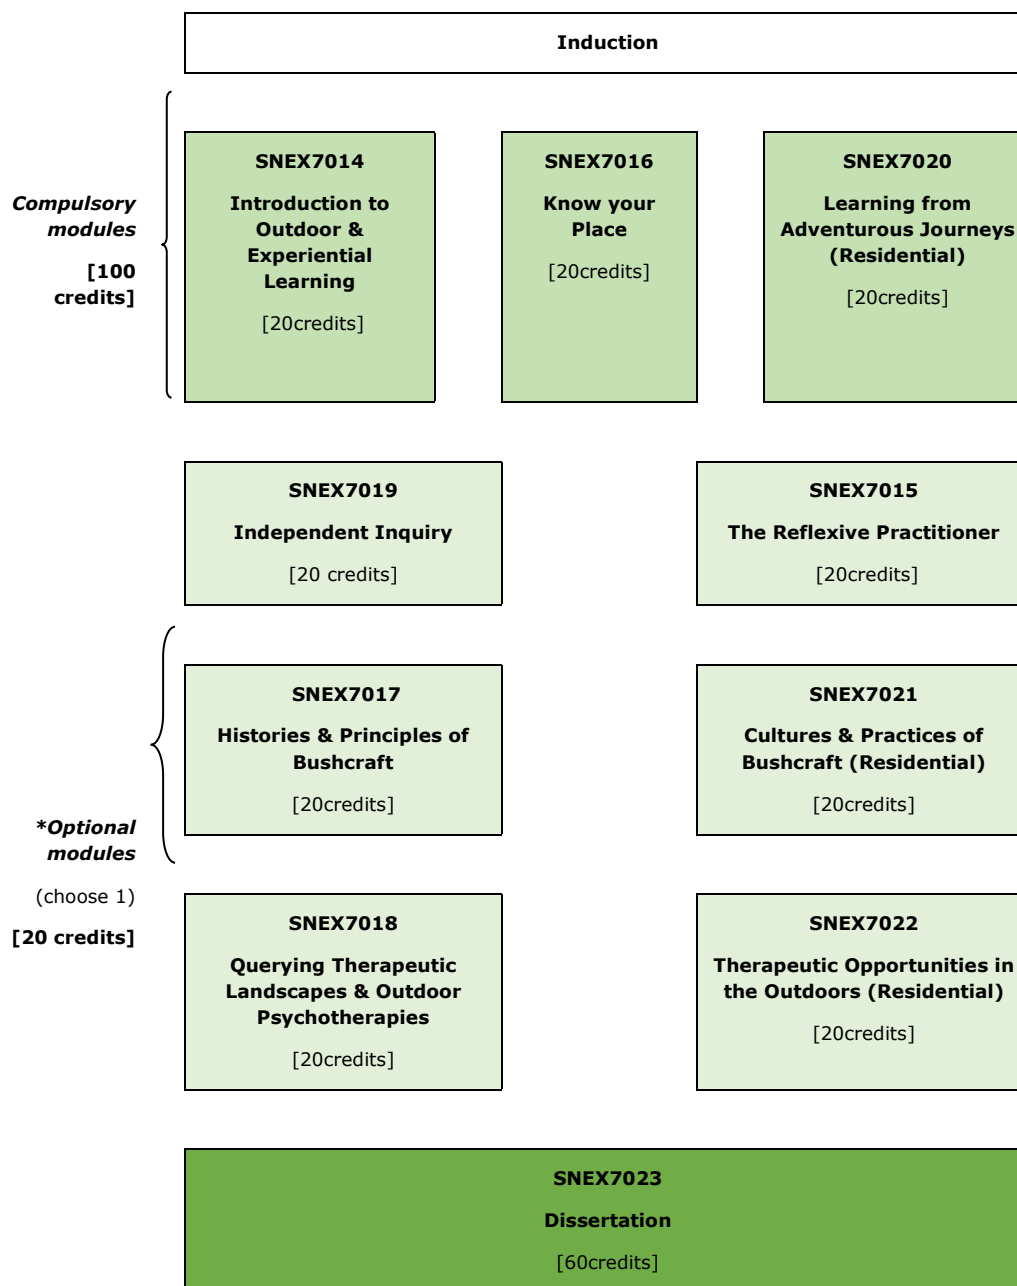 Induction
Compulsory
modules
[100
credits]
SNEX7014
Introduction to
Outdoor &
Experiential
Learning
[20credits]
SNEX7016
Know your
Place
[20credits]
SNEX7020
Learning from
Adventurous Journeys
(Residential)
[20credits]
SNEX7019
Independent Inquiry
[20 credits]
SNEX7015
The Reflexive Practitioner
[20credits]
*Optional
modules
(choose 1)
[20 credits]
SNEX7017
Histories & Principles of
Bushcraft
[20credits]
SNEX7021
Cultures & Practices of
Bushcraft (Residential)
[20credits]
SNEX7018
Querying Therapeutic
Landscapes & Outdoor
Psychotherapies
[20credits]
SNEX7022
Therapeutic Opportunities in
the Outdoors (Residential)
[20credits]
SNEX7023
Dissertation
[60credits]